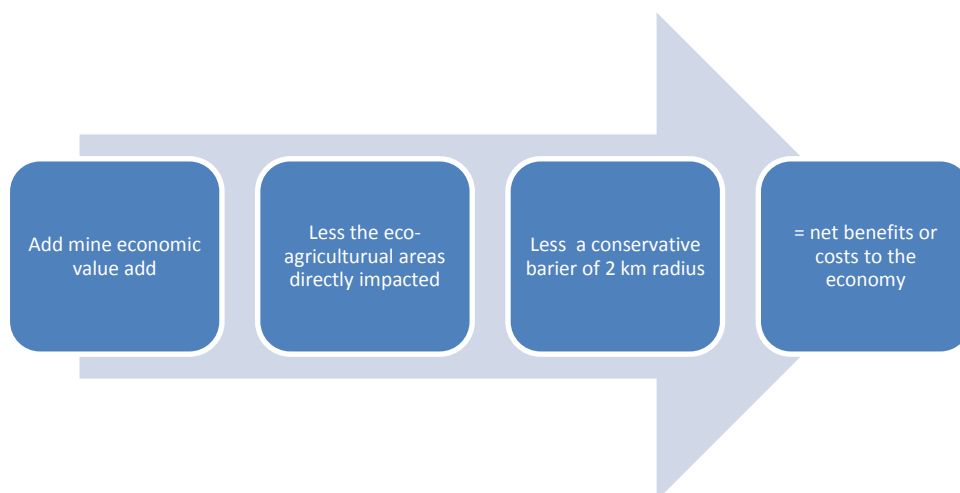 Add mine economic
value add
Less the eco-
agriculturual areas
directly impacted
Less  a conservative
barier of 2 km radius
= net benefits or
costs to the
economy